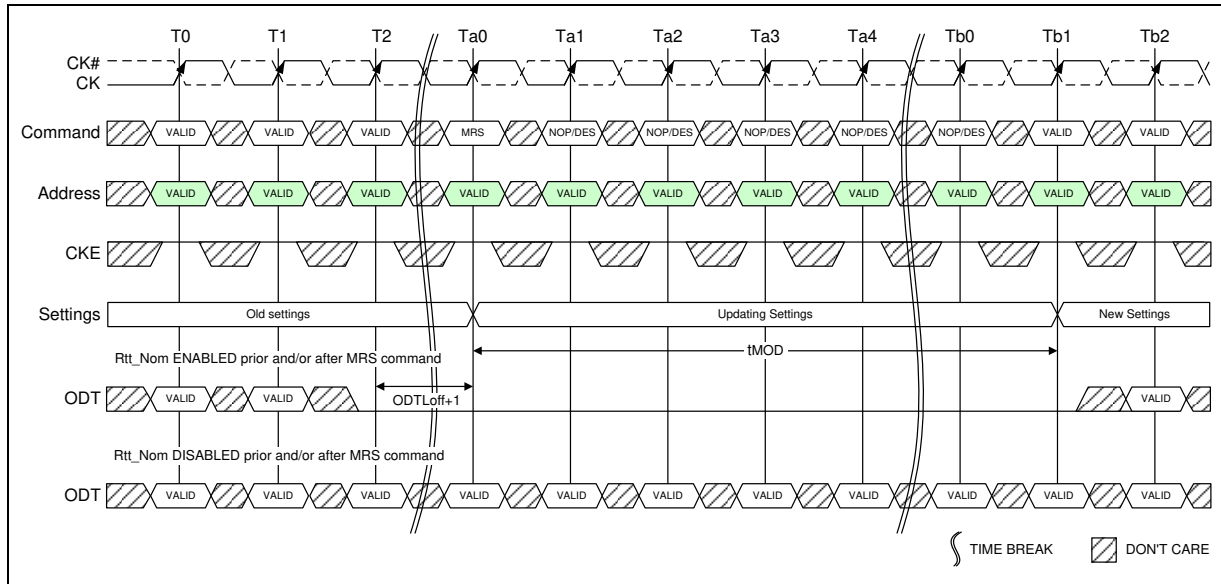 T0 T1 T2 Ta0 Ta1 Ta2 Ta3 Ta4 Tb0 Tb1 Tb2
CK#
CK
Command VALID VALID VALID MRS NOP/DES NOP/DES NOP/DES NOP/DES NOP/DES VALID VALID
Address VALID VALID VALID VALID VALID VALID VALID VALID VALID VALID VALID
CKE
Settings Old settings Updating Settings New Settings
Rtt_Nom ENABLED prior and/or after MRS command tMOD
ODT VALID VALID ODTLoff+1 VALID
Rtt_Nom DISABLED prior and/or after MRS command
ODT VALID VALID VALID VALID VALID VALID VALID VALID VALID VALID VALID
TIME BREAK DON'T CARE